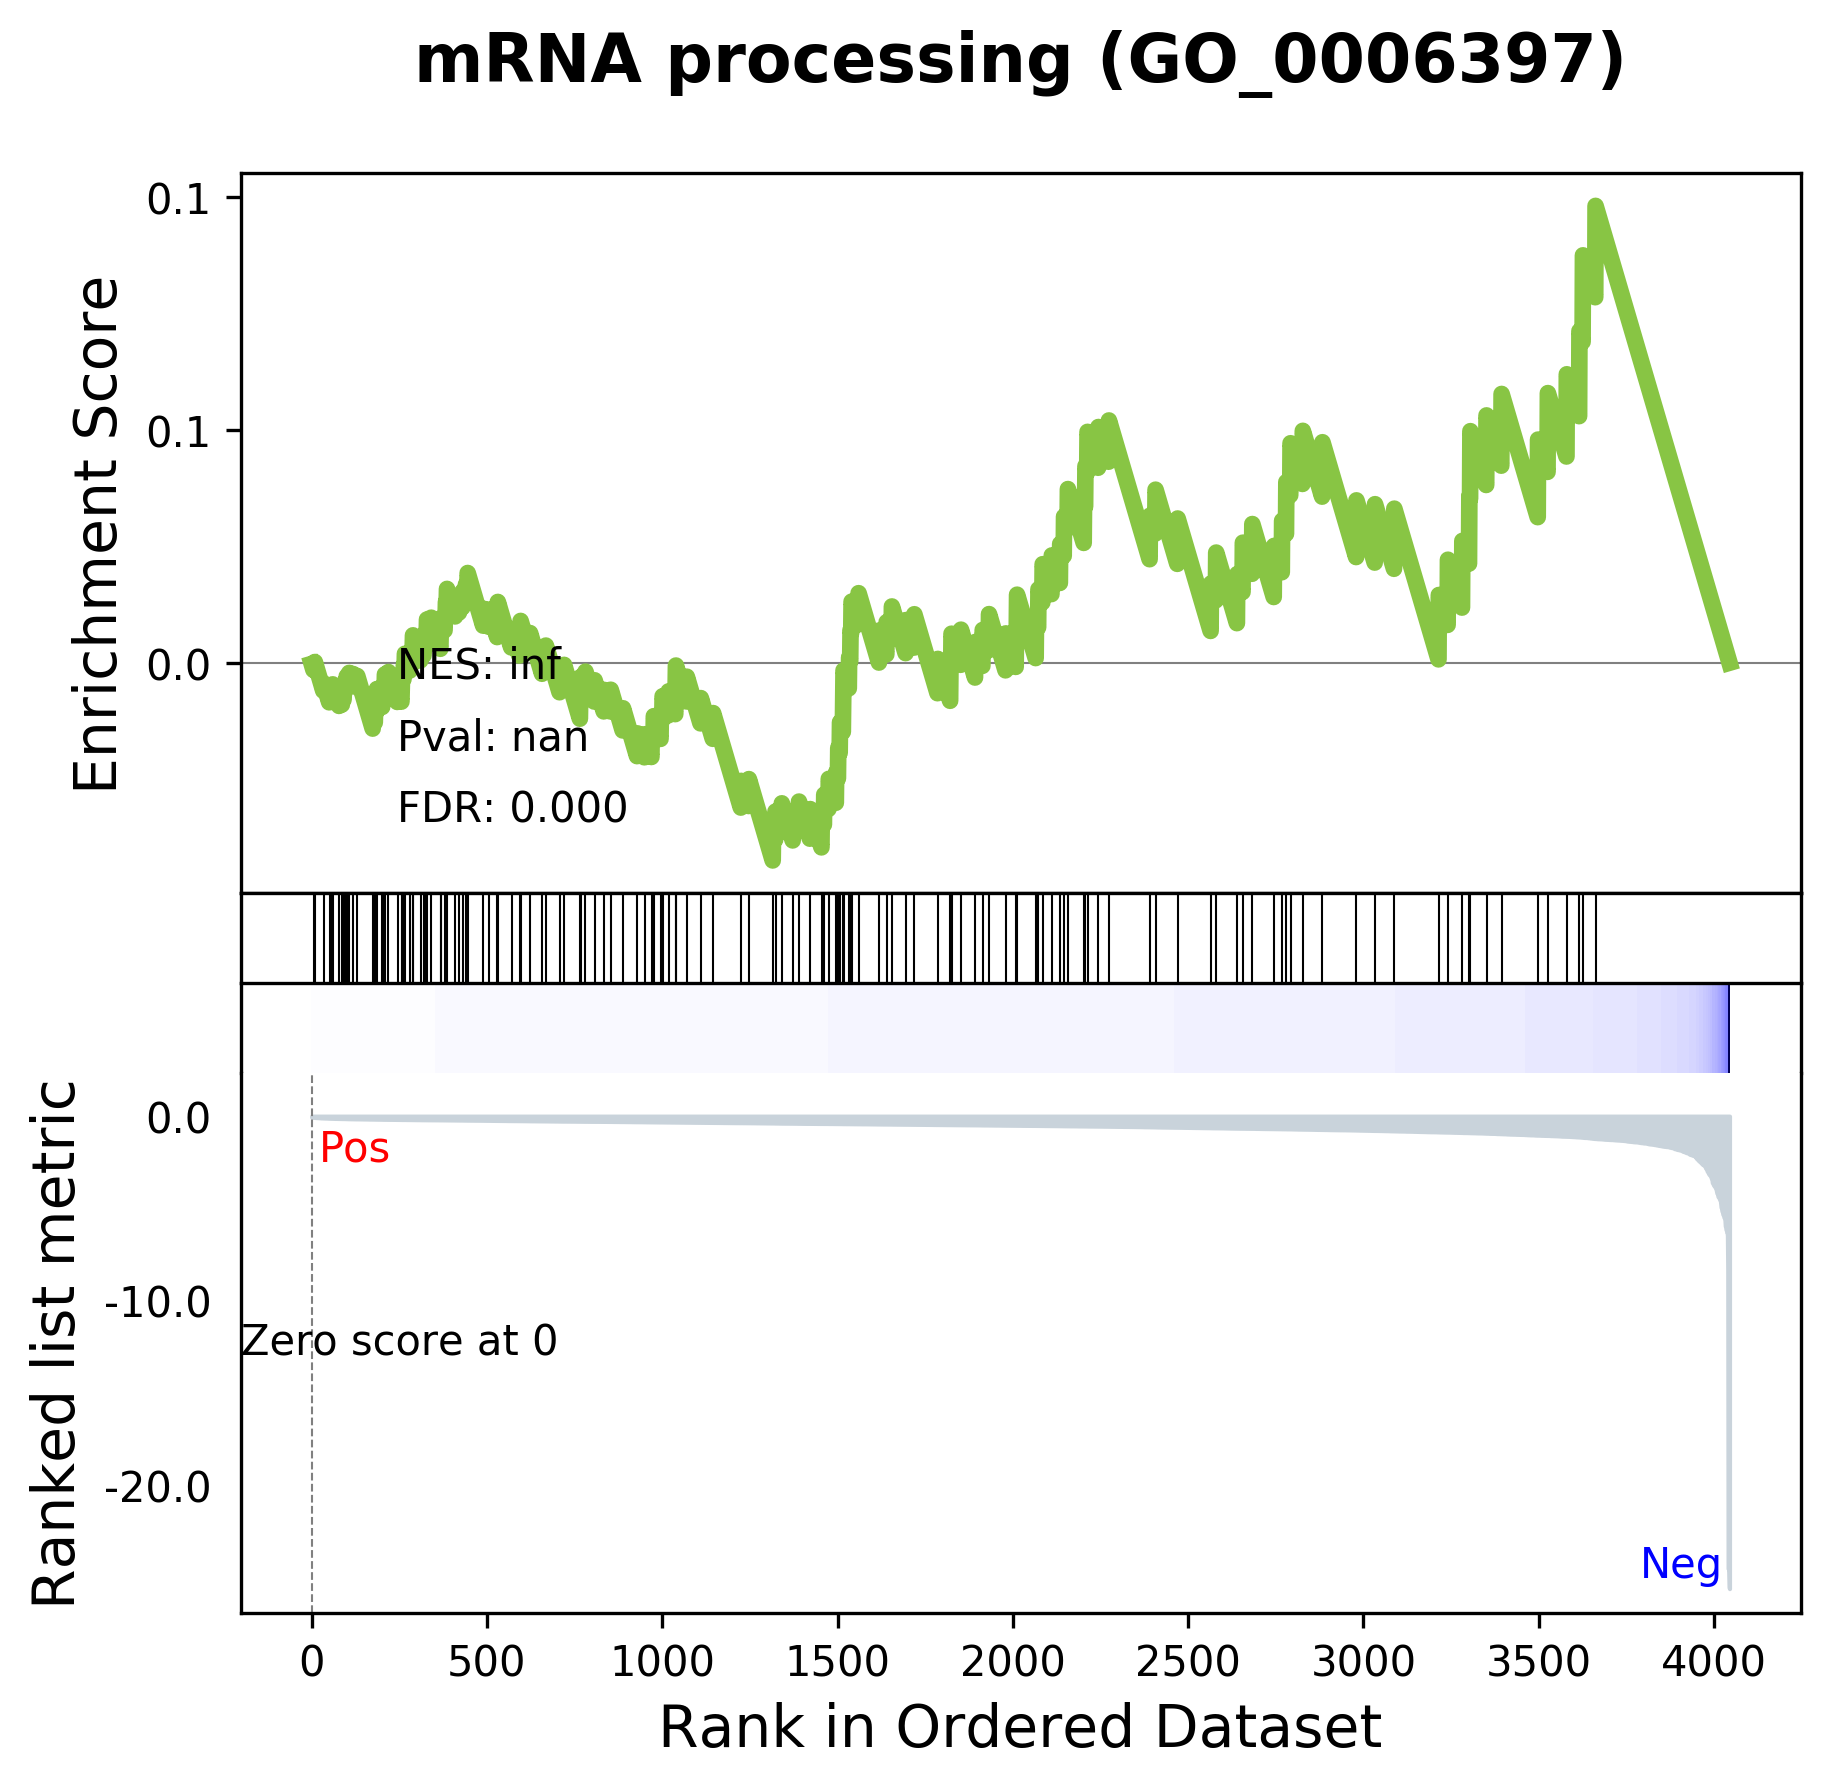 mRNA processing (GO_0006397)
Enrichment Score
0.1
0.1
0.0
NES: inf
Pval: nan
FDR: 0.000
Ranked list metric
0.0
-10.0
-20.0
Pos
Zero score at 0
Neg
0 500 1000 1500 2000 2500 3000 3500 4000
Rank in Ordered Dataset